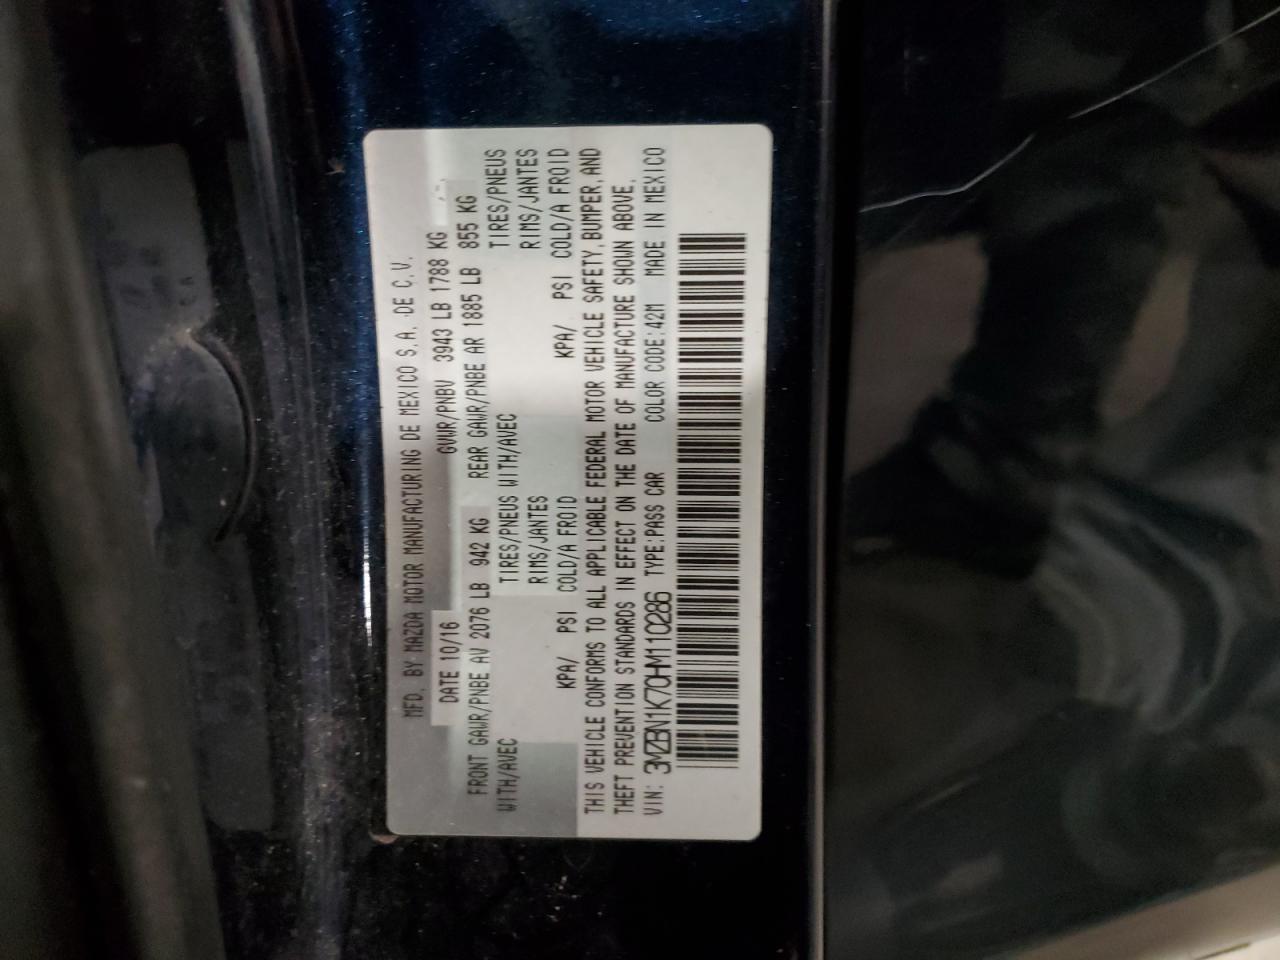 MFD. BY MAZDA MOTOR MANUFACTURING DE MEXICO S.A. DE C.V.
DATE 10/16 GVWR/PNBV 3943 LB 1788 KG
FRONT GAWR/PNBE AV 2076 LB 942 KG REAR GAWR/PNBE AR 1885 LB 855 KG
WITH/AVEC TIRES/PNEUS WITH/AVEC TIRES/PNEUS
RIMS/JANTES RIMS/JANTES
KPA/ PSI COLD/A FROID KPA/ PSI COLD/A FROID
THIS VEHICLE CONFORMS TO ALL APPLICABLE FEDERAL MOTOR VEHICLE SAFETY, BUMPER, AND
THEFT PREVENTION STANDARDS IN EFFECT ON THE DATE OF MANUFACTURE SHOWN ABOVE.
VIN: 3MZBN1K70HM110286 TYPE:PASS CAR COLOR CODE:42M MADE IN MEXICO